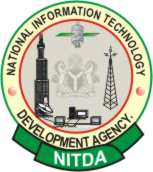 NATIONAL INFORMATION TECHNOLOGY
DEVELOPMENT AGENCY.
NITDA